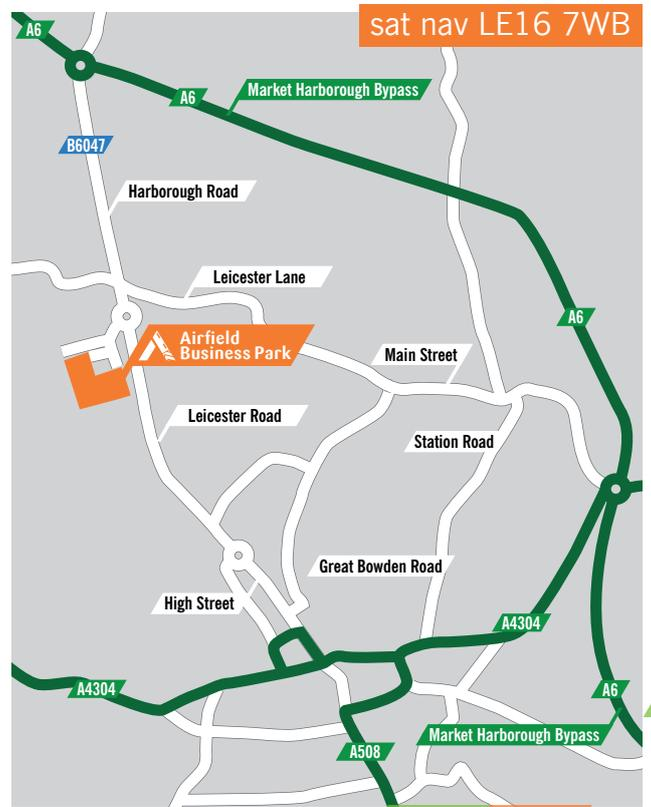 sat nav LE16 7WB
A6
Market Harborough Bypass
A6
B6047
Harborough Road
Leicester Lane
A6
Airfield
Business Park
Main Street
Leicester Road
Station Road
Great Bowden Road
High Street
A4304
A4304
A6
Market Harborough Bypass
A508